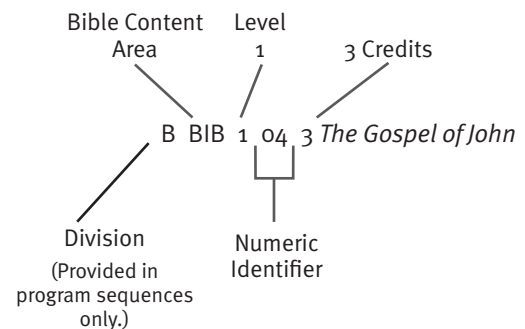 Bible Content
Area
Level
1
3 Credits
B BIB 1 04 3 The Gospel of John
Division
(Provided in
program sequences
only.)
Numeric
Identifier